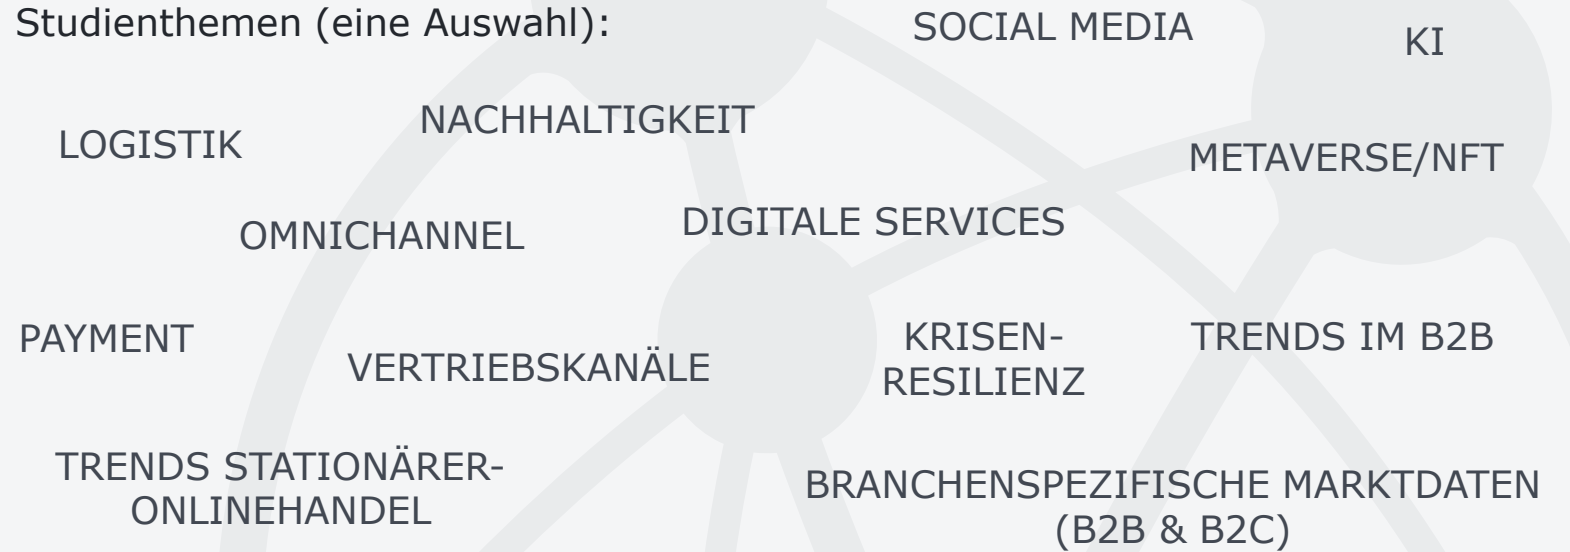 Studienthemen (eine Auswahl):
SOCIAL MEDIA
KI
NACHHALTIGKEIT
LOGISTIK
METAVERSE/NFT
OMNICHANNEL
DIGITALE SERVICES
PAYMENT
VERTRIEBSKANÄLE
KRISEN-
RESILIENZ
TRENDS IM B2B
TRENDS STATIONÄRER-
ONLINEHANDEL
BRANCHENSPEZIFISCHE MARKTDATEN
(B2B & B2C)